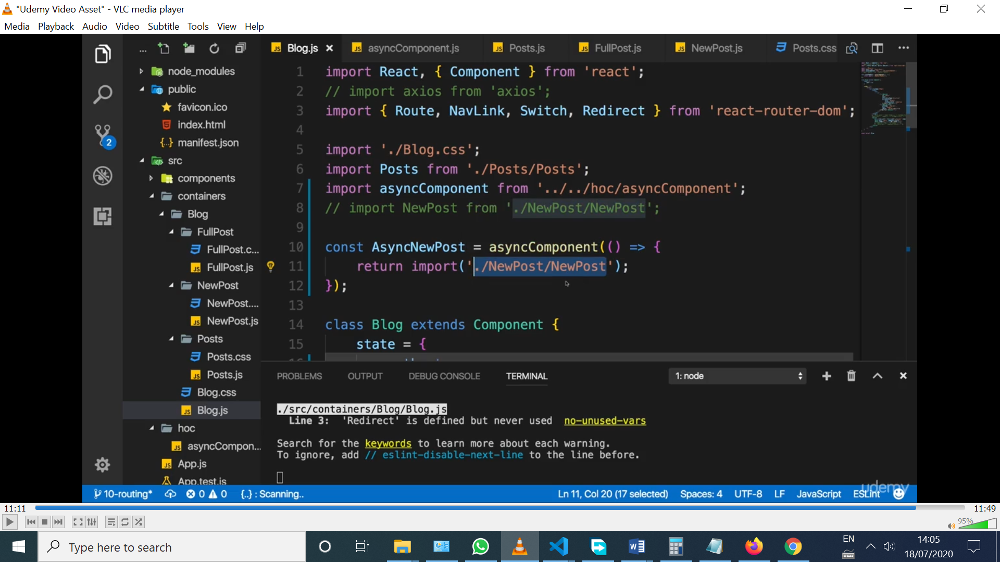 "Udemy Video Asset" - VLC media player
Media Playback Audio Video Subtitle Tools View Help
... Blog.js asyncComponent.js Posts.js FullPost.js NewPost.js Posts.css ...
node_modules
public
favicon.ico
index.html
manifest.json
src
components
containers
Blog
FullPost
FullPost.c...
FullPost.js
NewPost
NewPost....
NewPost.js
Posts
Posts.css
Posts.js
Blog.css
Blog.js
hoc
asyncCompon...
App.js
App.test.js
2
1 import React, { Component } from 'react';
2 // import axios from 'axios';
3 import { Route, NavLink, Switch, Redirect } from 'react-router-dom';
4
5 import './Blog.css';
6 import Posts from './Posts/Posts';
7 import asyncComponent from '../../hoc/asyncComponent';
8 // import NewPost from './NewPost/NewPost';
9
10 const AsyncNewPost = asyncComponent(() => {
11 return import('./NewPost/NewPost');
12 });
13
14 class Blog extends Component {
15 state = {
PROBLEMS OUTPUT DEBUG CONSOLE TERMINAL 1: node
./src/containers/Blog/Blog.js
Line 3: 'Redirect' is defined but never used no-unused-vars
Search for the keywords to learn more about each warning.
To ignore, add // eslint-disable-next-line to the line before.
udemy
10-routing* 0 0 {..} : Scanning.. Ln 11, Col 20 (17 selected) Spaces: 4 UTF-8 LF JavaScript ESLint
11:11 11:49
95%
Type here to search
EN
14:05
18/07/2020